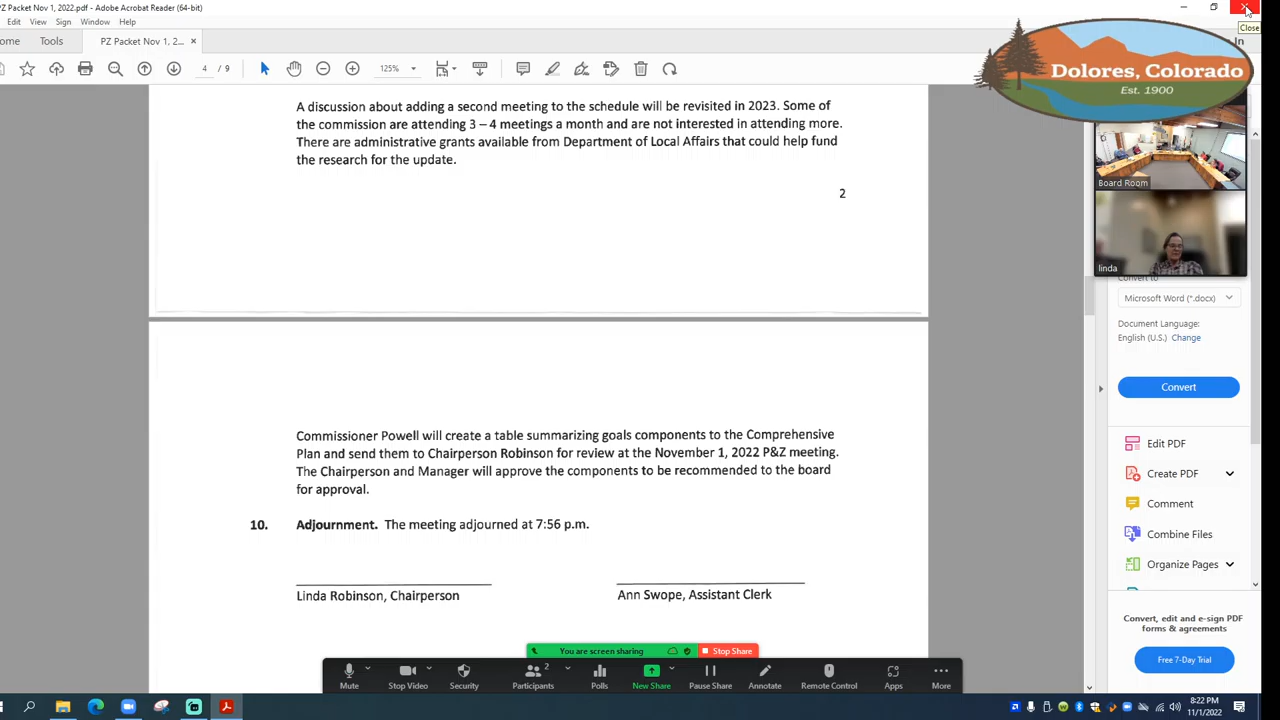 PZ Packet Nov 1, 2022.pdf - Adobe Acrobat Reader (64-bit)
Edit View Sign Window Help
Tools
PZ Packet Nov 1, 2... ×
4 / 9
125%
Close
In
Dolores, Colorado
Est. 1900
A discussion about adding a second meeting to the schedule will be revisited in 2023. Some of
the commission are attending 3 – 4 meetings a month and are not interested in attending more.
There are administrative grants available from Department of Local Affairs that could help fund
the research for the update.
2
Board Room
linda
Convert to
Microsoft Word (*.docx)
Document Language:
English (U.S.) Change
Convert
Edit PDF
Create PDF
Comment
Combine Files
Organize Pages
Convert, edit and e-sign PDF
forms & agreements
Free 7-Day Trial
Commissioner Powell will create a table summarizing goals components to the Comprehensive
Plan and send them to Chairperson Robinson for review at the November 1, 2022 P&Z meeting.
The Chairperson and Manager will approve the components to be recommended to the board
for approval.
10. Adjournment. The meeting adjourned at 7:56 p.m.
Linda Robinson, Chairperson
Ann Swope, Assistant Clerk
You are screen sharing
Stop Share
2
Mute
Stop Video
Security
Participants
Polls
New Share
Pause Share
Annotate
Remote Control
Apps
More
8:22 PM
11/1/2022